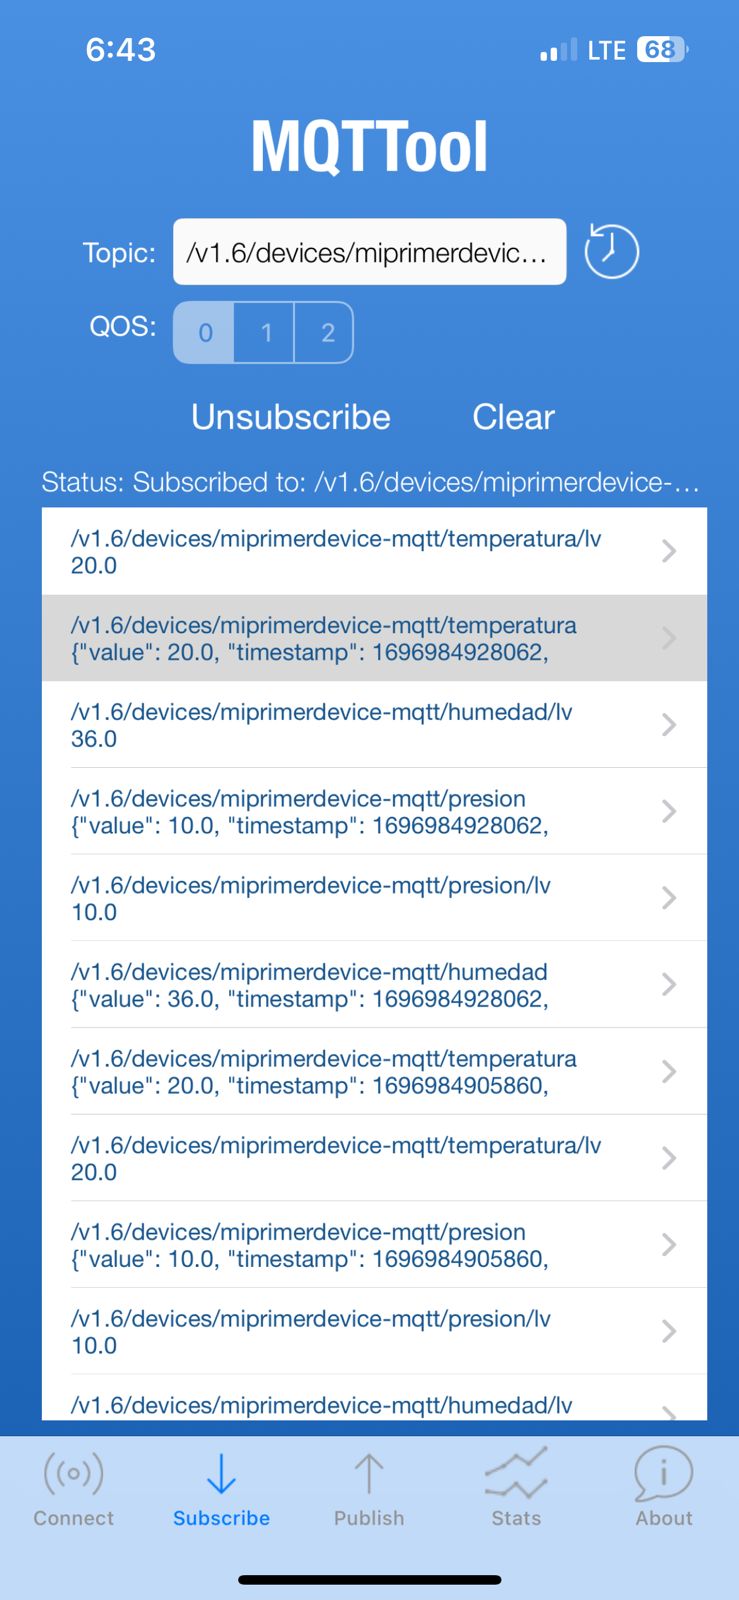 6:43
LTE 68
MQTTool
Topic: /v1.6/devices/miprimerdevic...
QOS: 0 1 2
Unsubscribe Clear
Status: Subscribed to: /v1.6/devices/miprimerdevice-...
/v1.6/devices/miprimerdevice-mqtt/temperatura/lv
20.0
/v1.6/devices/miprimerdevice-mqtt/temperatura
{"value": 20.0, "timestamp": 1696984928062,
/v1.6/devices/miprimerdevice-mqtt/humedad/lv
36.0
/v1.6/devices/miprimerdevice-mqtt/presion
{"value": 10.0, "timestamp": 1696984928062,
/v1.6/devices/miprimerdevice-mqtt/presion/lv
10.0
/v1.6/devices/miprimerdevice-mqtt/humedad
{"value": 36.0, "timestamp": 1696984928062,
/v1.6/devices/miprimerdevice-mqtt/temperatura
{"value": 20.0, "timestamp": 1696984905860,
/v1.6/devices/miprimerdevice-mqtt/temperatura/lv
20.0
/v1.6/devices/miprimerdevice-mqtt/presion
{"value": 10.0, "timestamp": 1696984905860,
/v1.6/devices/miprimerdevice-mqtt/presion/lv
10.0
/v1.6/devices/miprimerdevice-mqtt/humedad/lv
Connect Subscribe Publish Stats About